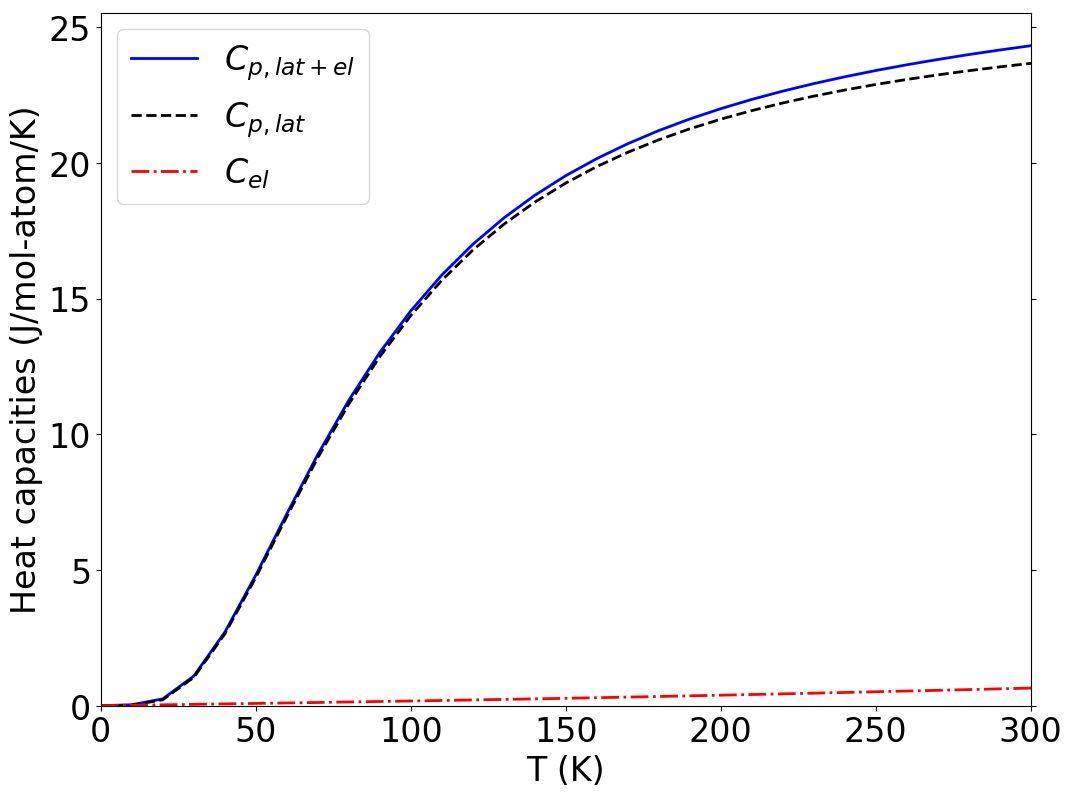 25
20
15
10
5
0
Heat capacities (J/mol-atom/K)
C_{p, lat+el}
C_{p, lat}
C_{el}
0 50 100 150 200 250 300
T (K)